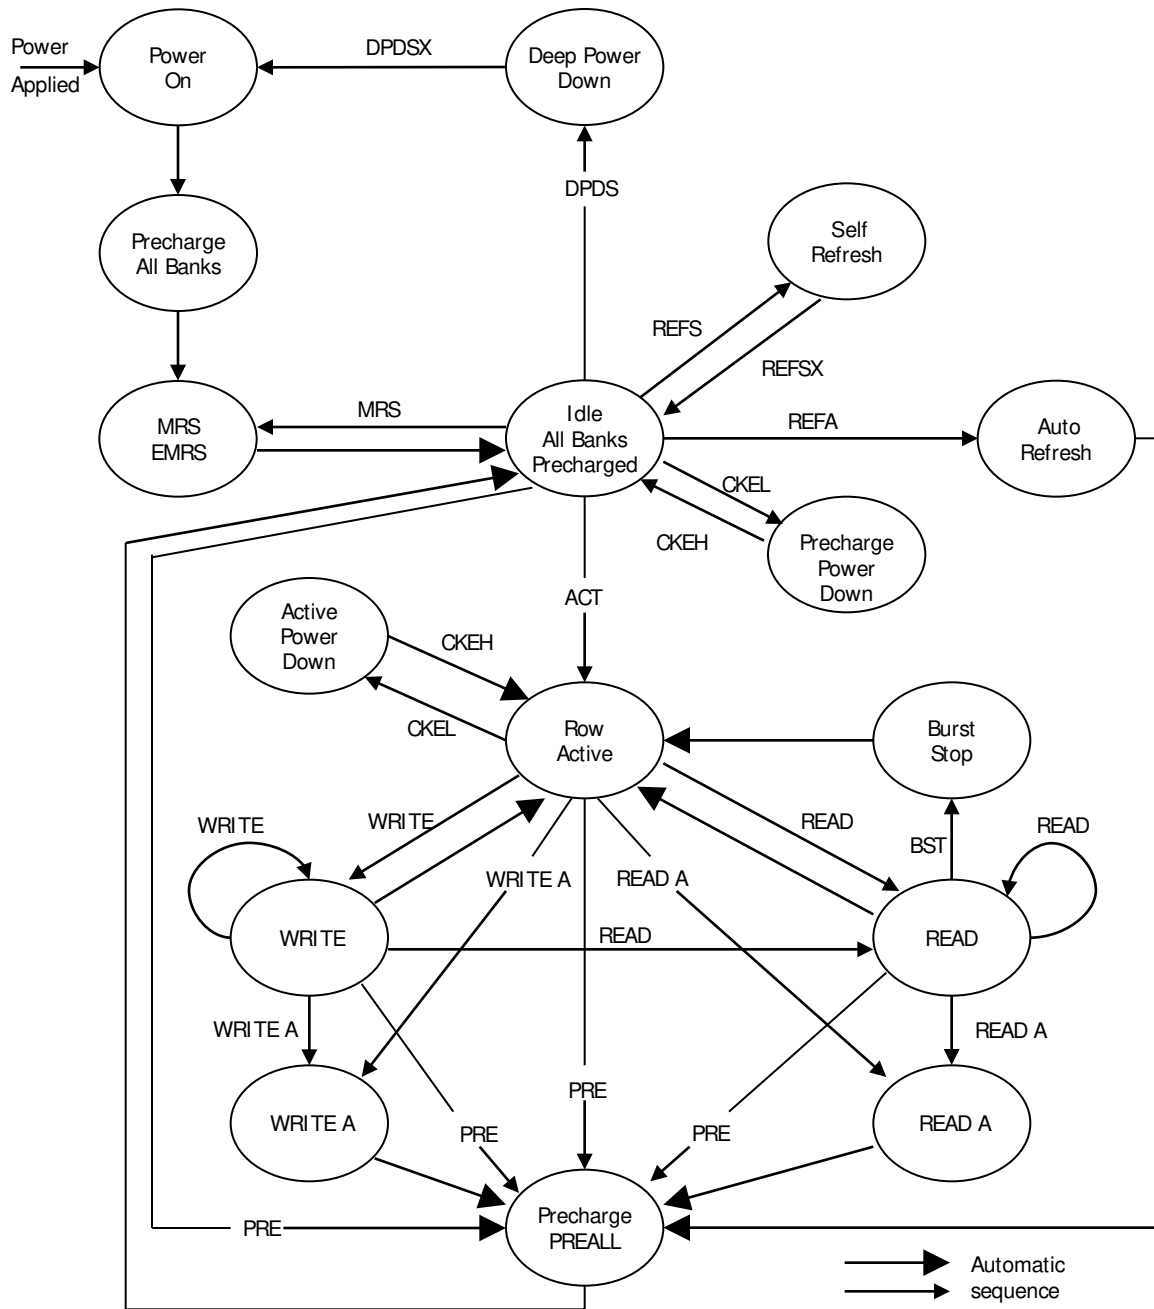 Power
Applied
Power
On
DPDSX
Deep Power
Down
DPDS
Precharge
All Banks
Self
Refresh
REFS
REFSX
MRS
EMRS
MRS
Idle
All Banks
Precharged
REFA
Auto
Refresh
CKEL
CKEH
Precharge
Power
Down
ACT
Active
Power
Down
CKEH
CKEL
Row
Active
Burst
Stop
WRITE
WRITE
READ
BST
READ
WRITE A
READ A
WRITE
READ
READ
WRITE A
READ A
PRE
WRITE A
PRE
PRE
READ A
PRE
Precharge
PREALL
Automatic
sequence